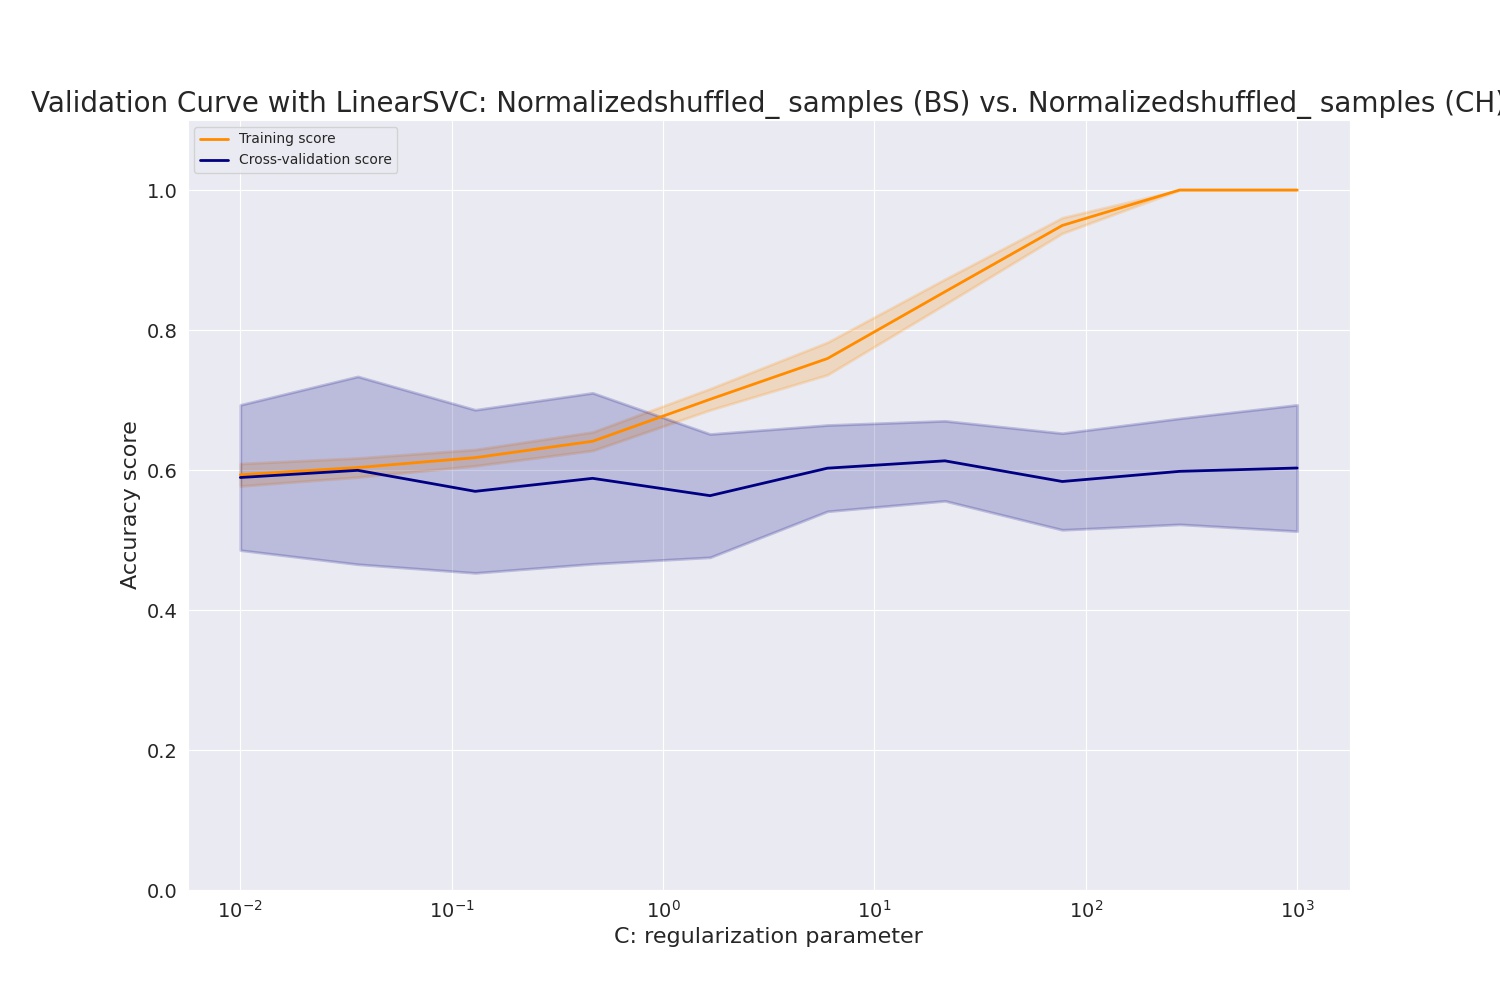 Validation Curve with LinearSVC: Normalizedshuffled_ samples (BS) vs. Normalizedshuffled_ samples (CH)
Training score
Cross-validation score
1.0
0.8
0.6
0.4
0.2
0.0
Accuracy score
10⁻² 10⁻¹ 10⁰ 10¹ 10² 10³
C: regularization parameter